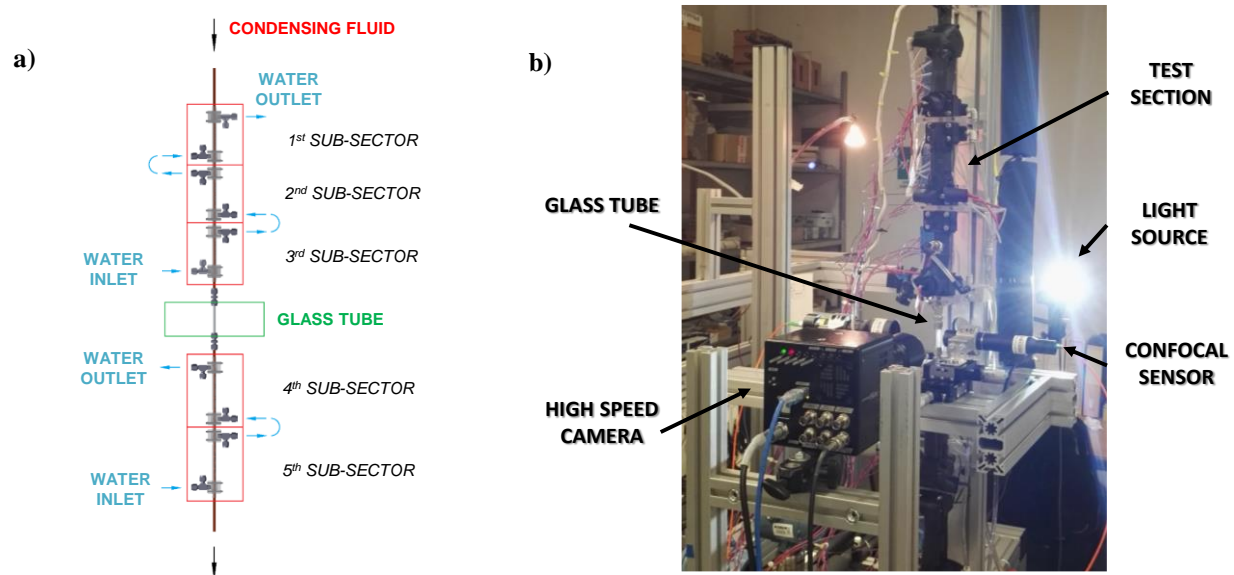 a)
CONDENSING FLUID
WATER
OUTLET
1st SUB-SECTOR
2nd SUB-SECTOR
3rd SUB-SECTOR
WATER
INLET
GLASS TUBE
WATER
OUTLET
4th SUB-SECTOR
5th SUB-SECTOR
WATER
INLET
b)
TEST
SECTION
GLASS TUBE
LIGHT
SOURCE
CONFOCAL
SENSOR
HIGH SPEED
CAMERA